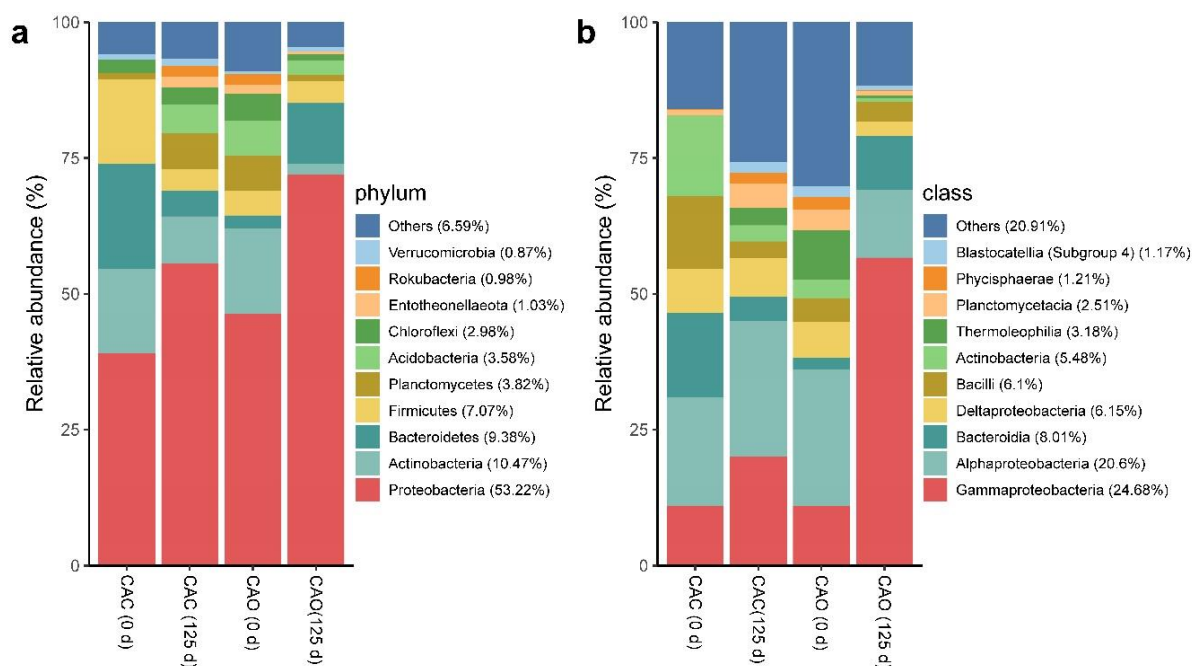 a
Relative abundance (%)
100
75
50
25
0
CAC (0 d)
CAC (125 d)
CAO (0 d)
CAO(125 d)
phylum
Others (6.59%)
Verrucomicrobia (0.87%)
Rokubacteria (0.98%)
Entotheonellaeota (1.03%)
Chloroflexi (2.98%)
Acidobacteria (3.58%)
Planctomycetes (3.82%)
Firmicutes (7.07%)
Bacteroidetes (9.38%)
Actinobacteria (10.47%)
Proteobacteria (53.22%)
b
Relative abundance (%)
100
75
50
25
0
CAC (0 d)
CAC(125 d)
CAO (0 d)
CAO (125 d)
class
Others (20.91%)
Blastocatellia (Subgroup 4) (1.17%)
Phycisphaerae (1.21%)
Planctomycetacia (2.51%)
Thermoleophilia (3.18%)
Actinobacteria (5.48%)
Bacilli (6.1%)
Deltaproteobacteria (6.15%)
Bacteroidia (8.01%)
Alphaproteobacteria (20.6%)
Gammaproteobacteria (24.68%)